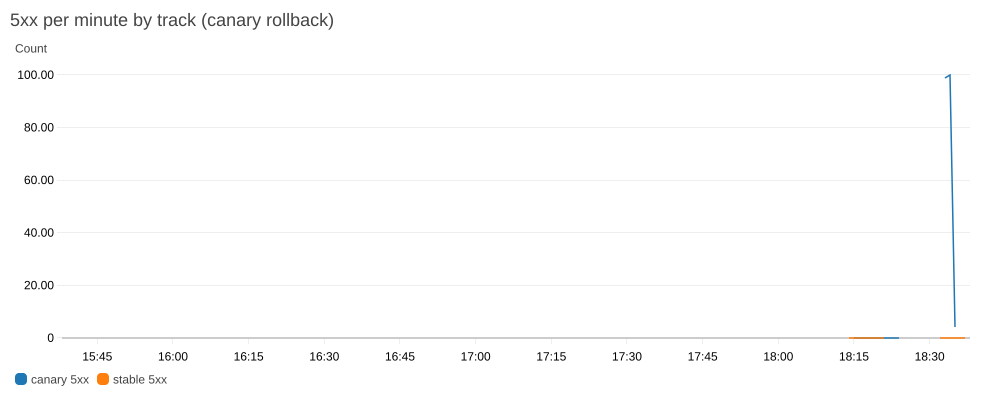 5xx per minute by track (canary rollback)
Count
100.00
80.00
60.00
40.00
20.00
0
15:45 16:00 16:15 16:30 16:45 17:00 17:15 17:30 17:45 18:00 18:15 18:30
canary 5xx stable 5xx